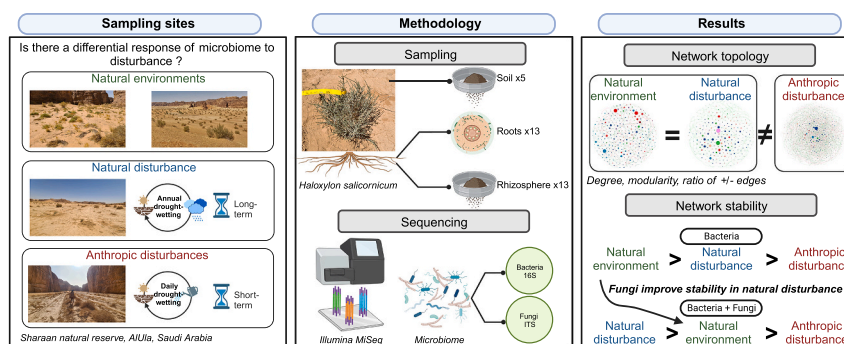 Sampling sites
Is there a differential response of microbiome to
disturbance ?
Natural environments
Natural disturbance
Annual
drought-
wetting
Long-
term
Anthropic disturbances
Daily
drought-
wetting
Short-
term
Sharaan natural reserve, AlUla, Saudi Arabia
Methodology
Sampling
Soil x5
Roots x13
Haloxylon salicornicum
Rhizosphere x13
Sequencing
Bacteria
16S
Fungi
ITS
Illumina MiSeq
Microbiome
Results
Network topology
Natural
environment
=
Natural
disturbance
≠
Anthropic
disturbance
Degree, modularity, ratio of +/- edges
Network stability
Bacteria
Natural
environment
>
Natural
disturbance
>
Anthropic
disturbance
Fungi improve stability in natural disturbance
Bacteria + Fungi
Natural
disturbance
>
Natural
environment
>
Anthropic
disturbance